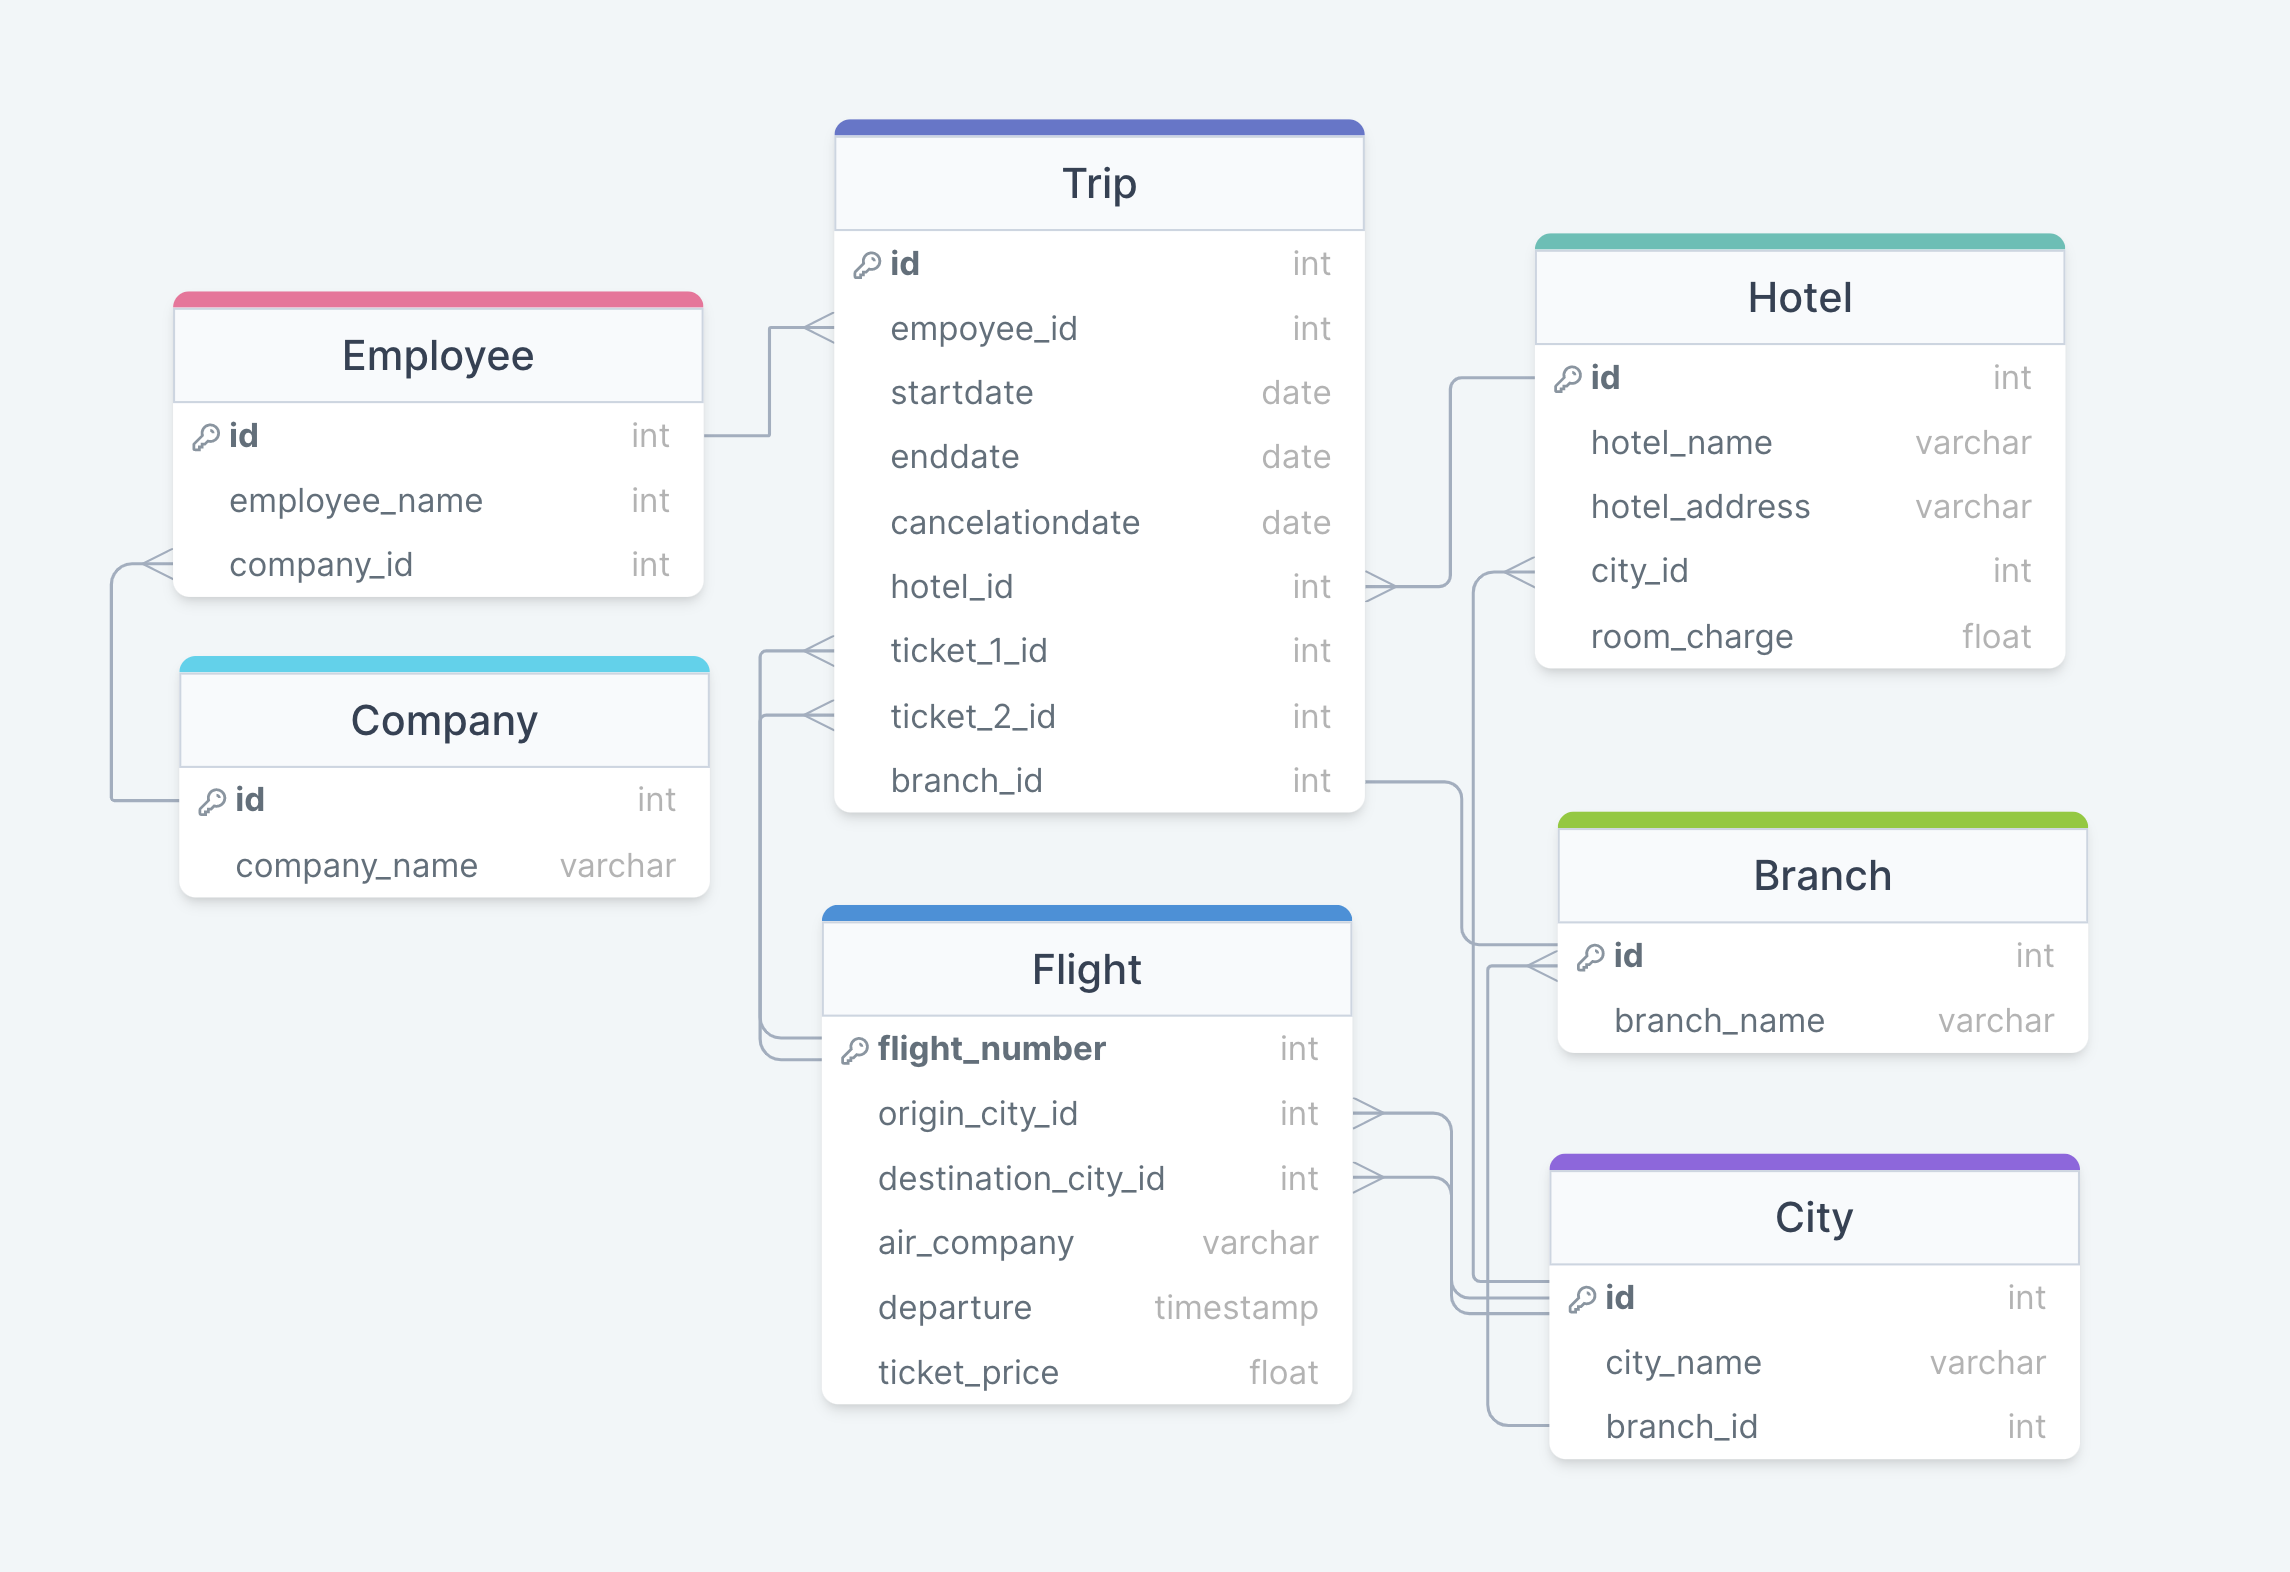 Employee
id int
employee_name int
company_id int
Company
id int
company_name varchar
Trip
id int
empoyee_id int
startdate date
enddate date
cancelationdate date
hotel_id int
ticket_1_id int
ticket_2_id int
branch_id int
Flight
flight_number int
origin_city_id int
destination_city_id int
air_company varchar
departure timestamp
ticket_price float
Hotel
id int
hotel_name varchar
hotel_address varchar
city_id int
room_charge float
Branch
id int
branch_name varchar
City
id int
city_name varchar
branch_id int